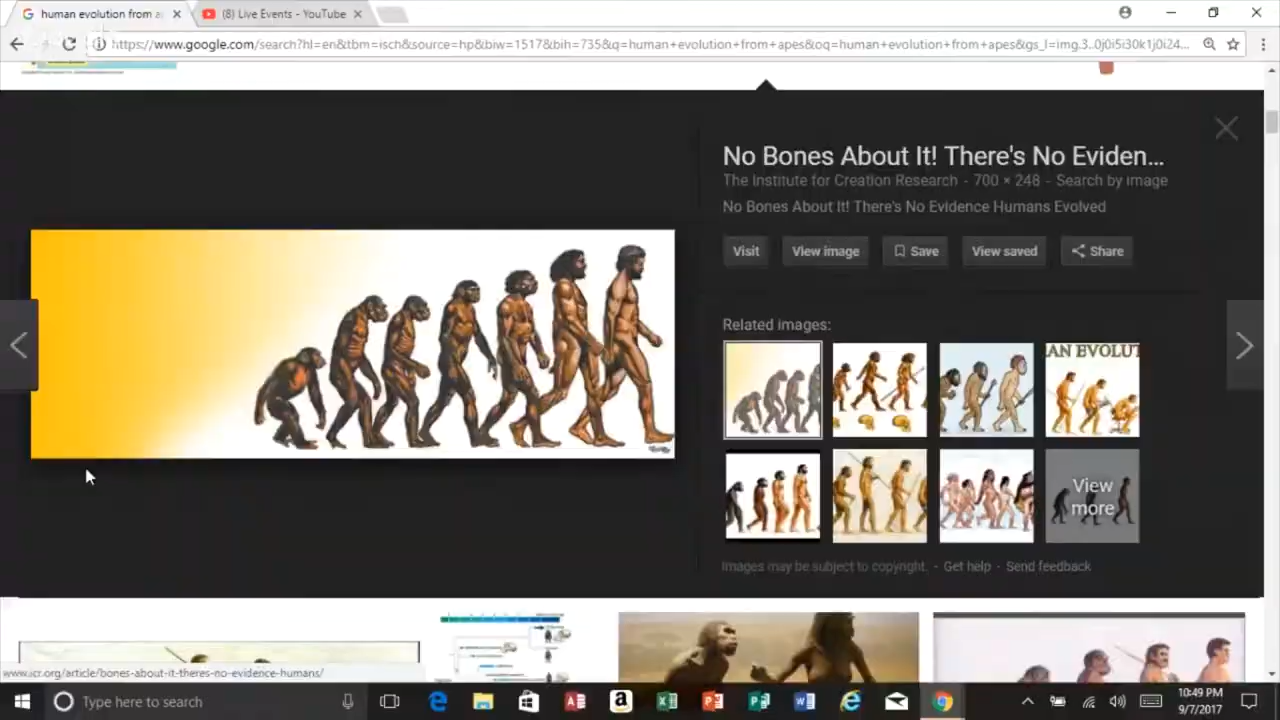 human evolution from a
(8) Live Events - YouTube
https://www.google.com/search?hl=en&tbm=isch&source=hp&biw=1517&bih=735&q=human+evolution+from+apes&oq=human+evolution+from+apes&gs_l=img.3..0j0i5i30k1j0i24...
No Bones About It! There's No Eviden...
The Institute for Creation Research - 700 × 248 - Search by image
No Bones About It! There's No Evidence Humans Evolved
Visit
View image
Save
View saved
Share
Related images:
AN EVOLUT
View
more
Images may be subject to copyright. - Get help - Send feedback
www.icr.org/article/bones-about-it-theres-no-evidence-humans/
Type here to search
10:49 PM
9/7/2017